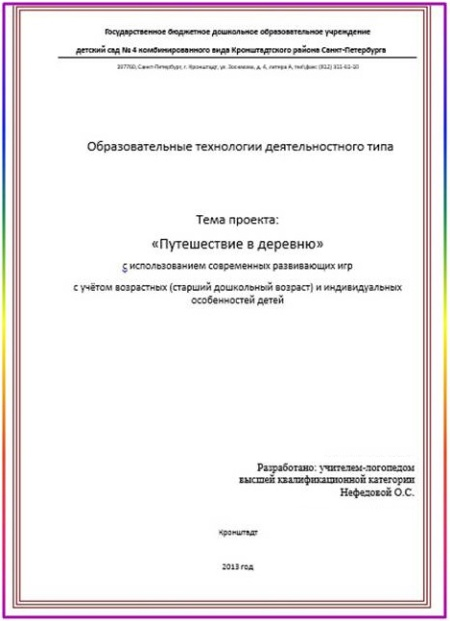 Государственное бюджетное дошкольное образовательное учреждение
детский сад № 4 комбинированного вида Кронштадтского района Санкт-Петербурга
197760, Санкт-Петербург, г. Кронштадт, ул. Зосимова, д. 4, литера А, тел\факс (812) 311-61-10
Образовательные технологии деятельностного типа
Тема проекта:
«Путешествие в деревню»
с использованием современных развивающих игр
с учётом возрастных (старший дошкольный возраст) и индивидуальных
особенностей детей
Разработано: учителем-логопедом
высшей квалификационной категории
Нефедовой О.С.
Кронштадт
2013 год